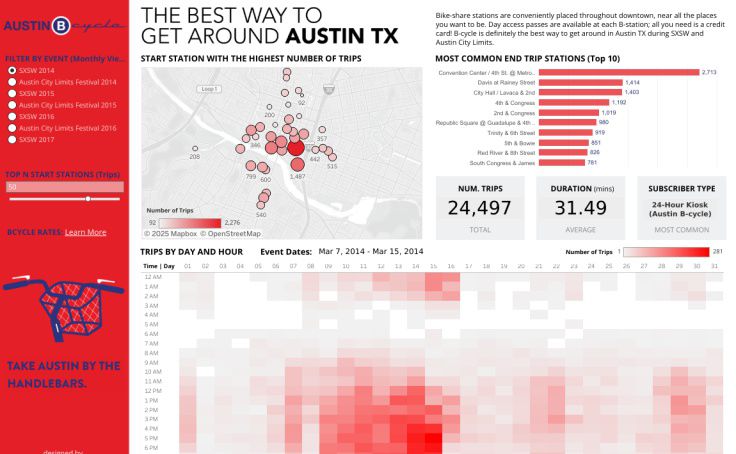 AUSTIN B cycle
FILTER BY EVENT (Monthly Vie...
SXSW 2014
Austin City Limits Festival 2014
SXSW 2015
Austin City Limits Festival 2015
SXSW 2016
Austin City Limits Festival 2016
SXSW 2017
TOP N START STATIONS (Trips)
50
BCYCLE RATES: Learn More
TAKE AUSTIN BY THE
HANDLEBARS.
designed by
THE BEST WAY TO
GET AROUND AUSTIN TX
Bike-share stations are conveniently placed throughout downtown, near all the places
you want to be. Day access passes are available at each B-station; all you need is a credit
card! B-cycle is definitely the best way to get around in Austin TX during SXSW and
Austin City Limits.
START STATION WITH THE HIGHEST NUMBER OF TRIPS
Loop 1
92
200
357
346
208
442
515
799
600
1,487
540
Number of Trips
92
2,276
© 2025 Mapbox © OpenStreetMap
MOST COMMON END TRIP STATIONS (Top 10)
Convention Center / 4th St. @ Metro.. 2,713
Davis at Rainey Street 1,414
City Hall / Lavaca & 2nd 1,403
4th & Congress 1,192
2nd & Congress 1,019
Republic Square @ Guadalupe & 4th .. 980
Trinity & 6th Street 919
5th & Bowie 851
Red River & 8th Street 826
South Congress & James 781
NUM. TRIPS
24,497
TOTAL
DURATION (mins)
31.49
AVERAGE
SUBSCRIBER TYPE
24-Hour Kiosk
(Austin B-cycle)
MOST COMMON
TRIPS BY DAY AND HOUR Event Dates: Mar 7, 2014 - Mar 15, 2014
Number of Trips 1 281
Time | Day 01 02 03 04 05 06 07 08 09 10 11 12 13 14 15 16 17 18 19 20 21 22 23 24 25 26 27 28 29 30 31
12 AM
1 AM
2 AM
3 AM
4 AM
5 AM
6 AM
7 AM
8 AM
9 AM
10 AM
11 AM
12 PM
1 PM
2 PM
3 PM
4 PM
5 PM
6 PM